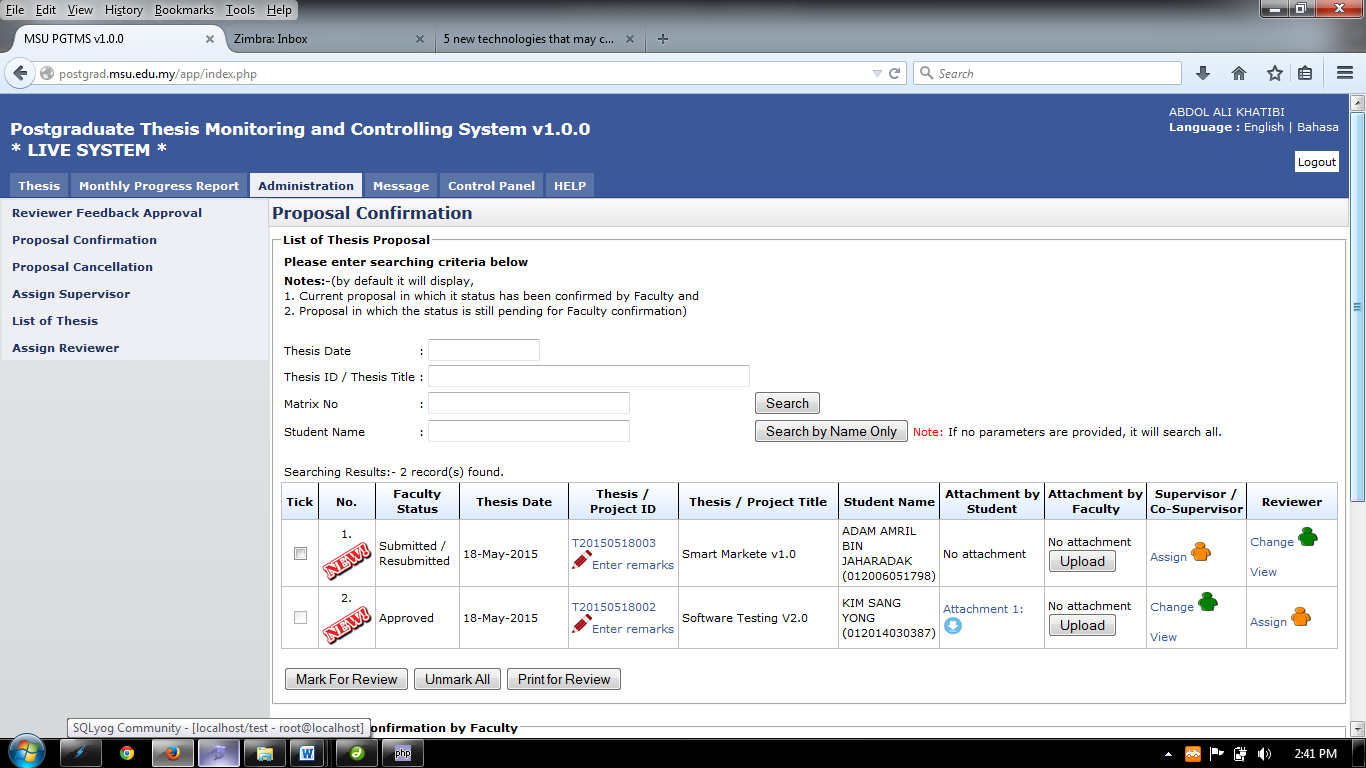 File Edit View History Bookmarks Tools Help
MSU PGTMS v1.0.0
Zimbra: Inbox
5 new technologies that may c...
postgrad.msu.edu.my/app/index.php
Search
ABDOL ALI KHATIBI
Language : English | Bahasa
Postgraduate Thesis Monitoring and Controlling System v1.0.0
* LIVE SYSTEM *
Logout
Thesis Monthly Progress Report Administration Message Control Panel HELP
Reviewer Feedback Approval
Proposal Confirmation
Proposal Cancellation
Assign Supervisor
List of Thesis
Assign Reviewer
Proposal Confirmation
List of Thesis Proposal
Please enter searching criteria below
Notes:-(by default it will display,
1. Current proposal in which it status has been confirmed by Faculty and
2. Proposal in which the status is still pending for Faculty confirmation)
Thesis Date :
Thesis ID / Thesis Title :
Matrix No : Search
Student Name : Search by Name Only Note: If no parameters are provided, it will search all.
Searching Results:- 2 record(s) found.
Tick
No.
Faculty
Status
Thesis Date
Thesis /
Project ID
Thesis / Project Title
Student Name
Attachment by
Student
Attachment by
Faculty
Supervisor /
Co-Supervisor
Reviewer
1.
NEW!
Submitted /
Resubmitted
18-May-2015
T20150518003
Enter remarks
Smart Markete v1.0
ADAM AMRIL
BIN
JAHARADAK
(012006051798)
No attachment
No attachment
Upload
Assign
Change
View
2.
NEW!
Approved
18-May-2015
T20150518002
Enter remarks
Software Testing V2.0
KIM SANG
YONG
(012014030387)
Attachment 1:
No attachment
Upload
Change
View
Assign
Mark For Review Unmark All Print for Review
onfirmation by Faculty
SQLyog Community - [localhost/test - root@localhost]
W
php
2:41 PM